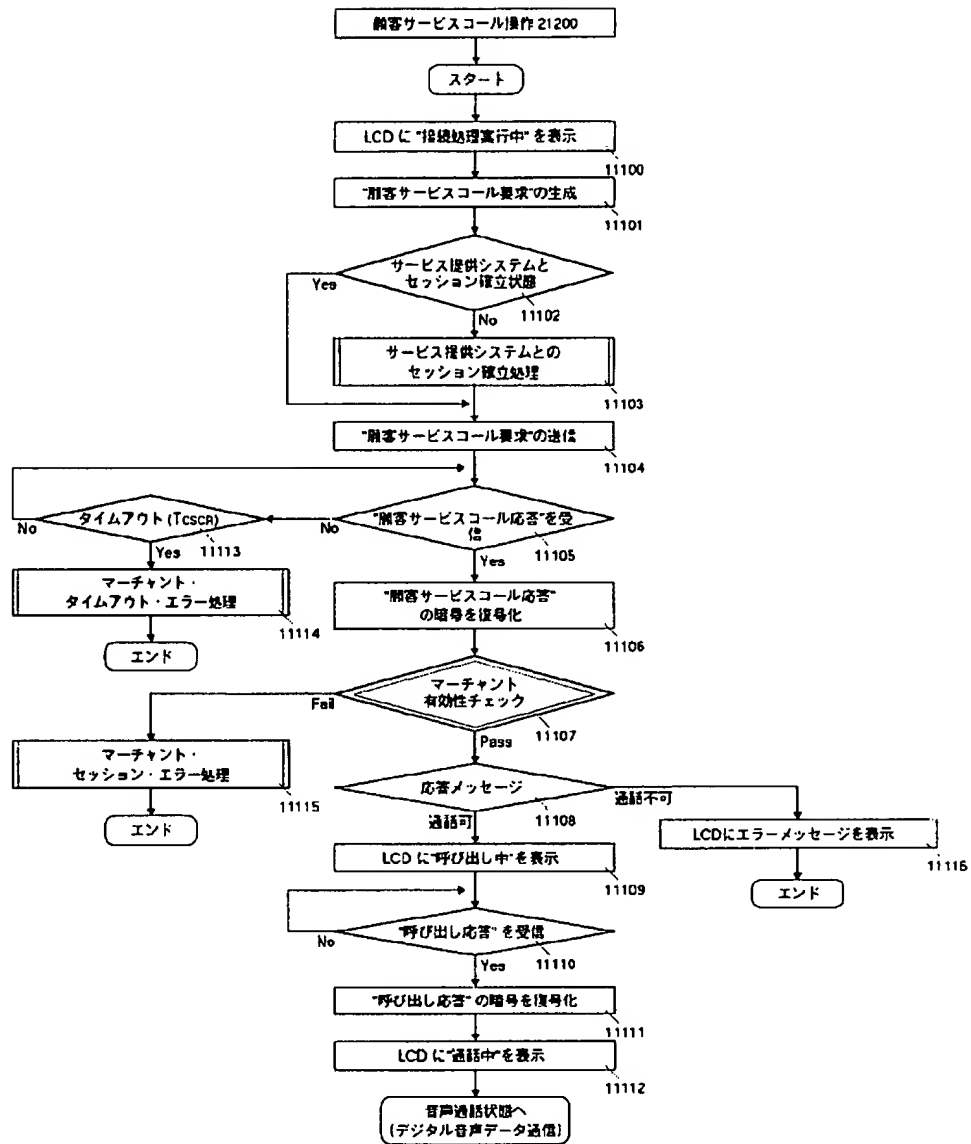 顧客サービスコール操作 21200
スタート
LCD に "接続処理実行中" を表示
11100
"顧客サービスコール要求"の生成
11101
サービス提供システムと
セッション確立状態
11102
Yes
No
サービス提供システムとの
セッション確立処理
11103
"顧客サービスコール要求"の送信
11104
"顧客サービスコール応答"を受
信
11105
No
Yes
タイムアウト (TCSCR)
11113
No
Yes
マーチャント・
タイムアウト・エラー処理
11114
エンド
"顧客サービスコール応答"
の暗号を復号化
11106
マーチャント
有効性チェック
11107
Fail
Pass
マーチャント・
セッション・エラー処理
11115
エンド
応答メッセージ
11108
通話可
通話不可
LCDにエラーメッセージを表示
11116
エンド
LCD に"呼び出し中" を表示
11109
"呼び出し応答" を受信
11110
No
Yes
"呼び出し応答" の暗号を復号化
11111
LCD に"通話中"を表示
11112
音声通話状態へ
(デジタル音声データ通信)